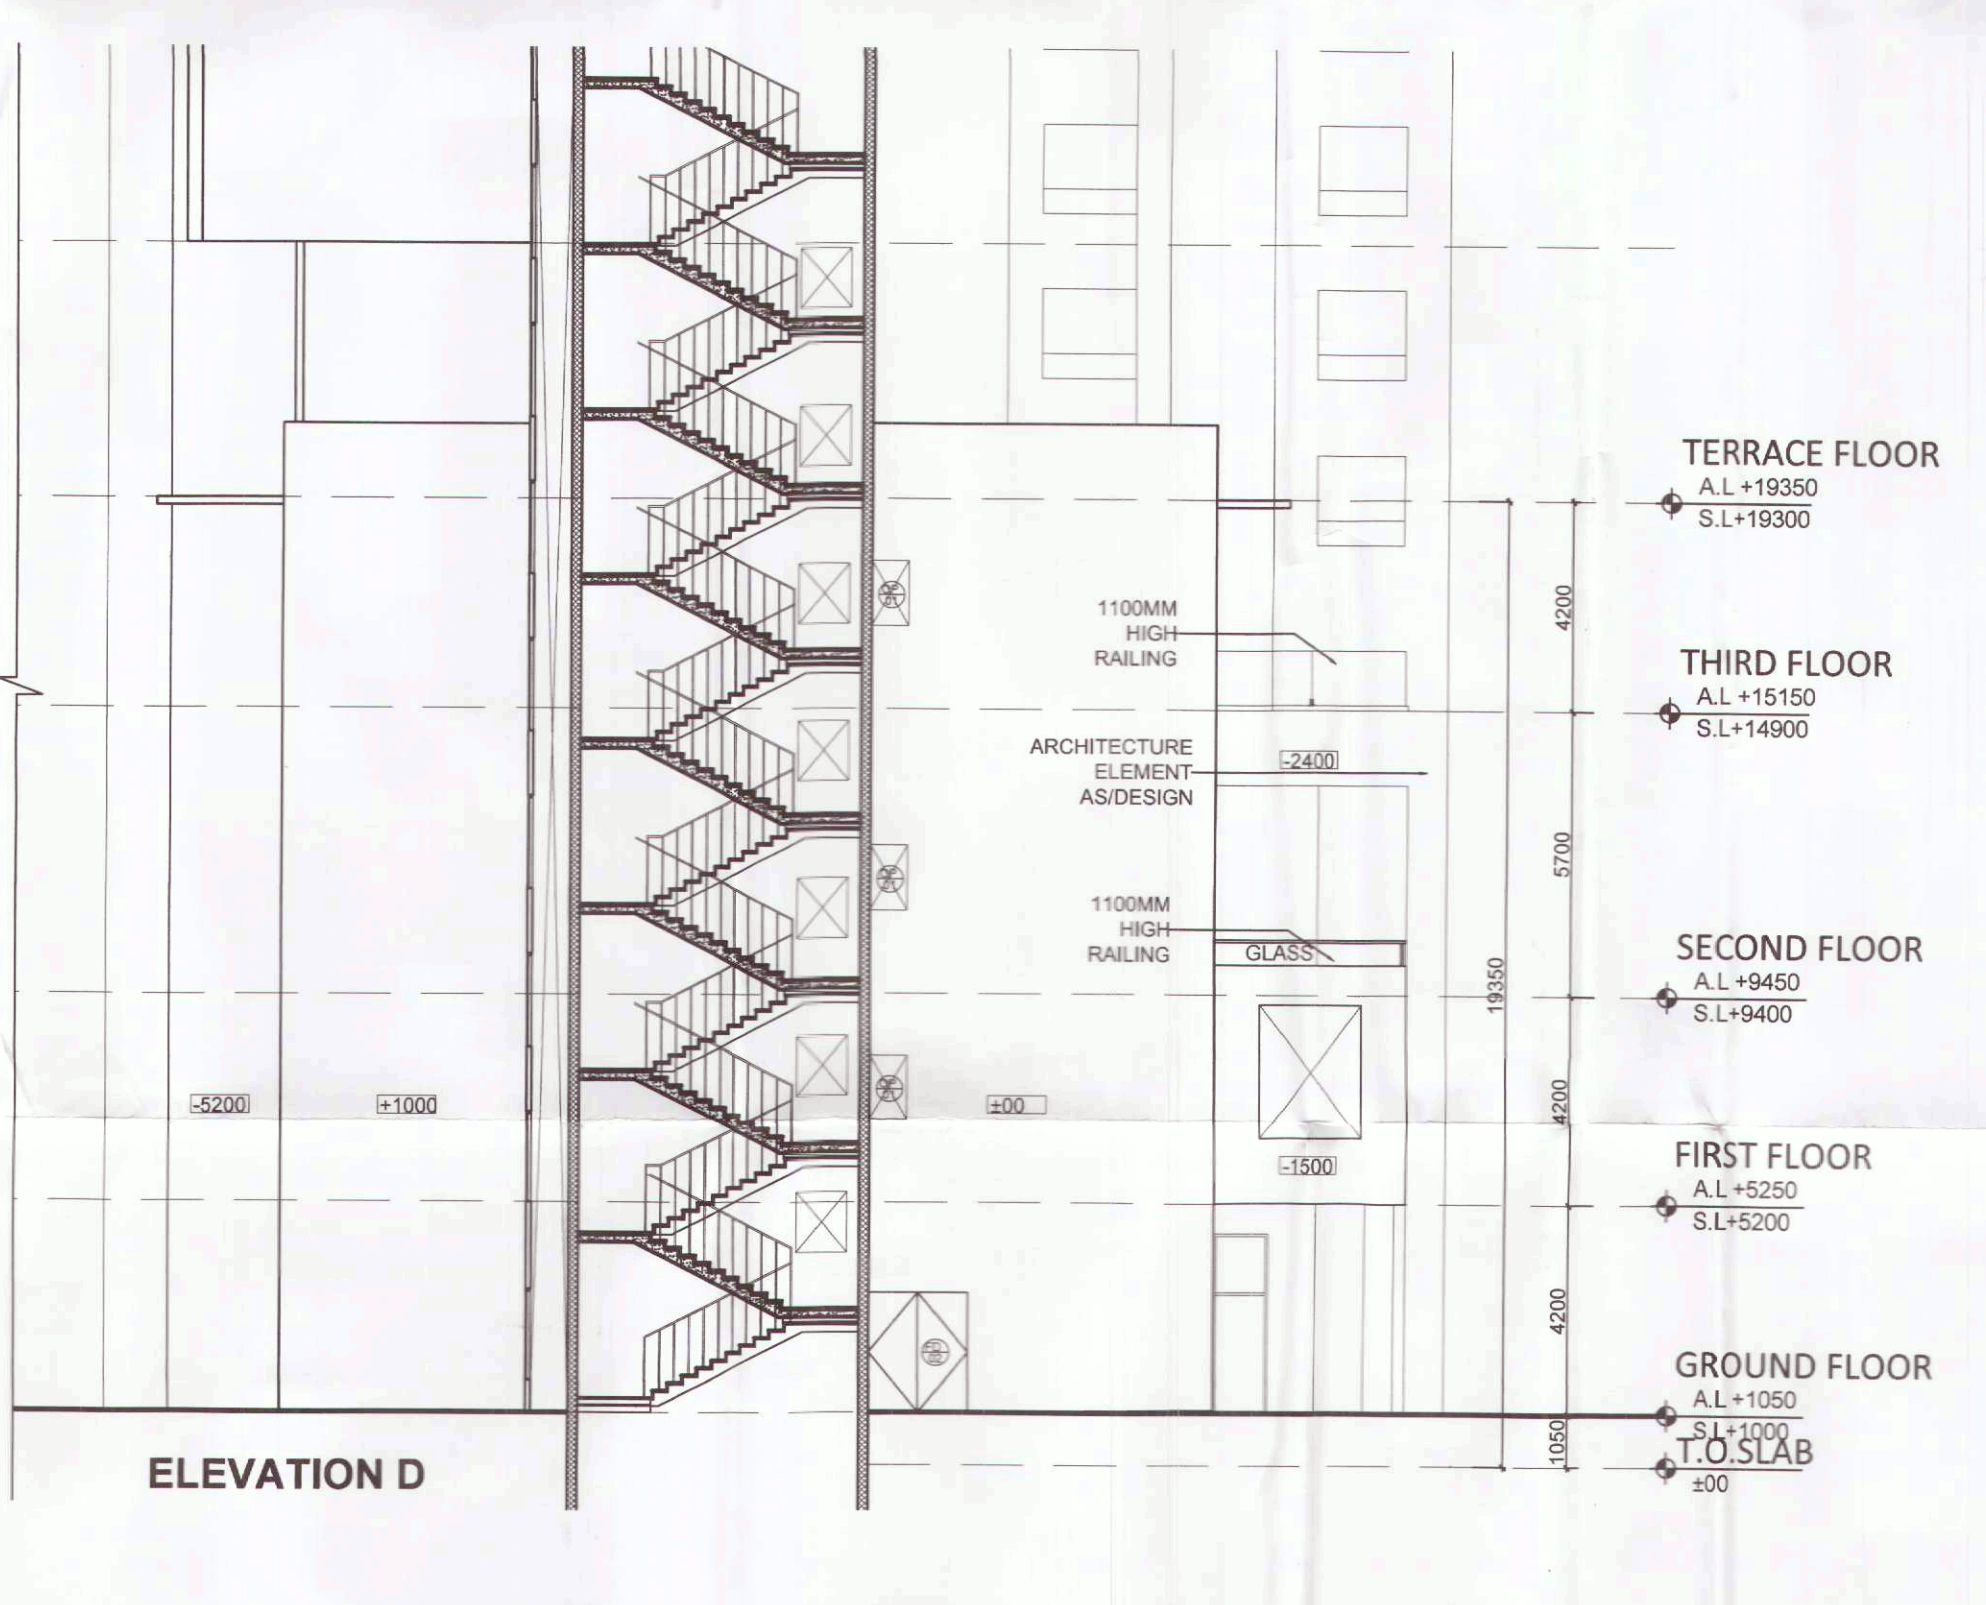 TERRACE FLOOR
A.L +19350
S.L+19300
4200
1100MM
HIGH
RAILING
THIRD FLOOR
A.L +15150
S.L+14900
ARCHITECTURE
ELEMENT
AS/DESIGN
-2400
5700
1100MM
HIGH
RAILING
GLASS
SECOND FLOOR
A.L +9450
S.L+9400
19350
-5200
+1000
±00
4200
-1500
FIRST FLOOR
A.L +5250
S.L+5200
4200
GROUND FLOOR
A.L +1050
S.L+1000
1050
T.O.SLAB
±00
ELEVATION D